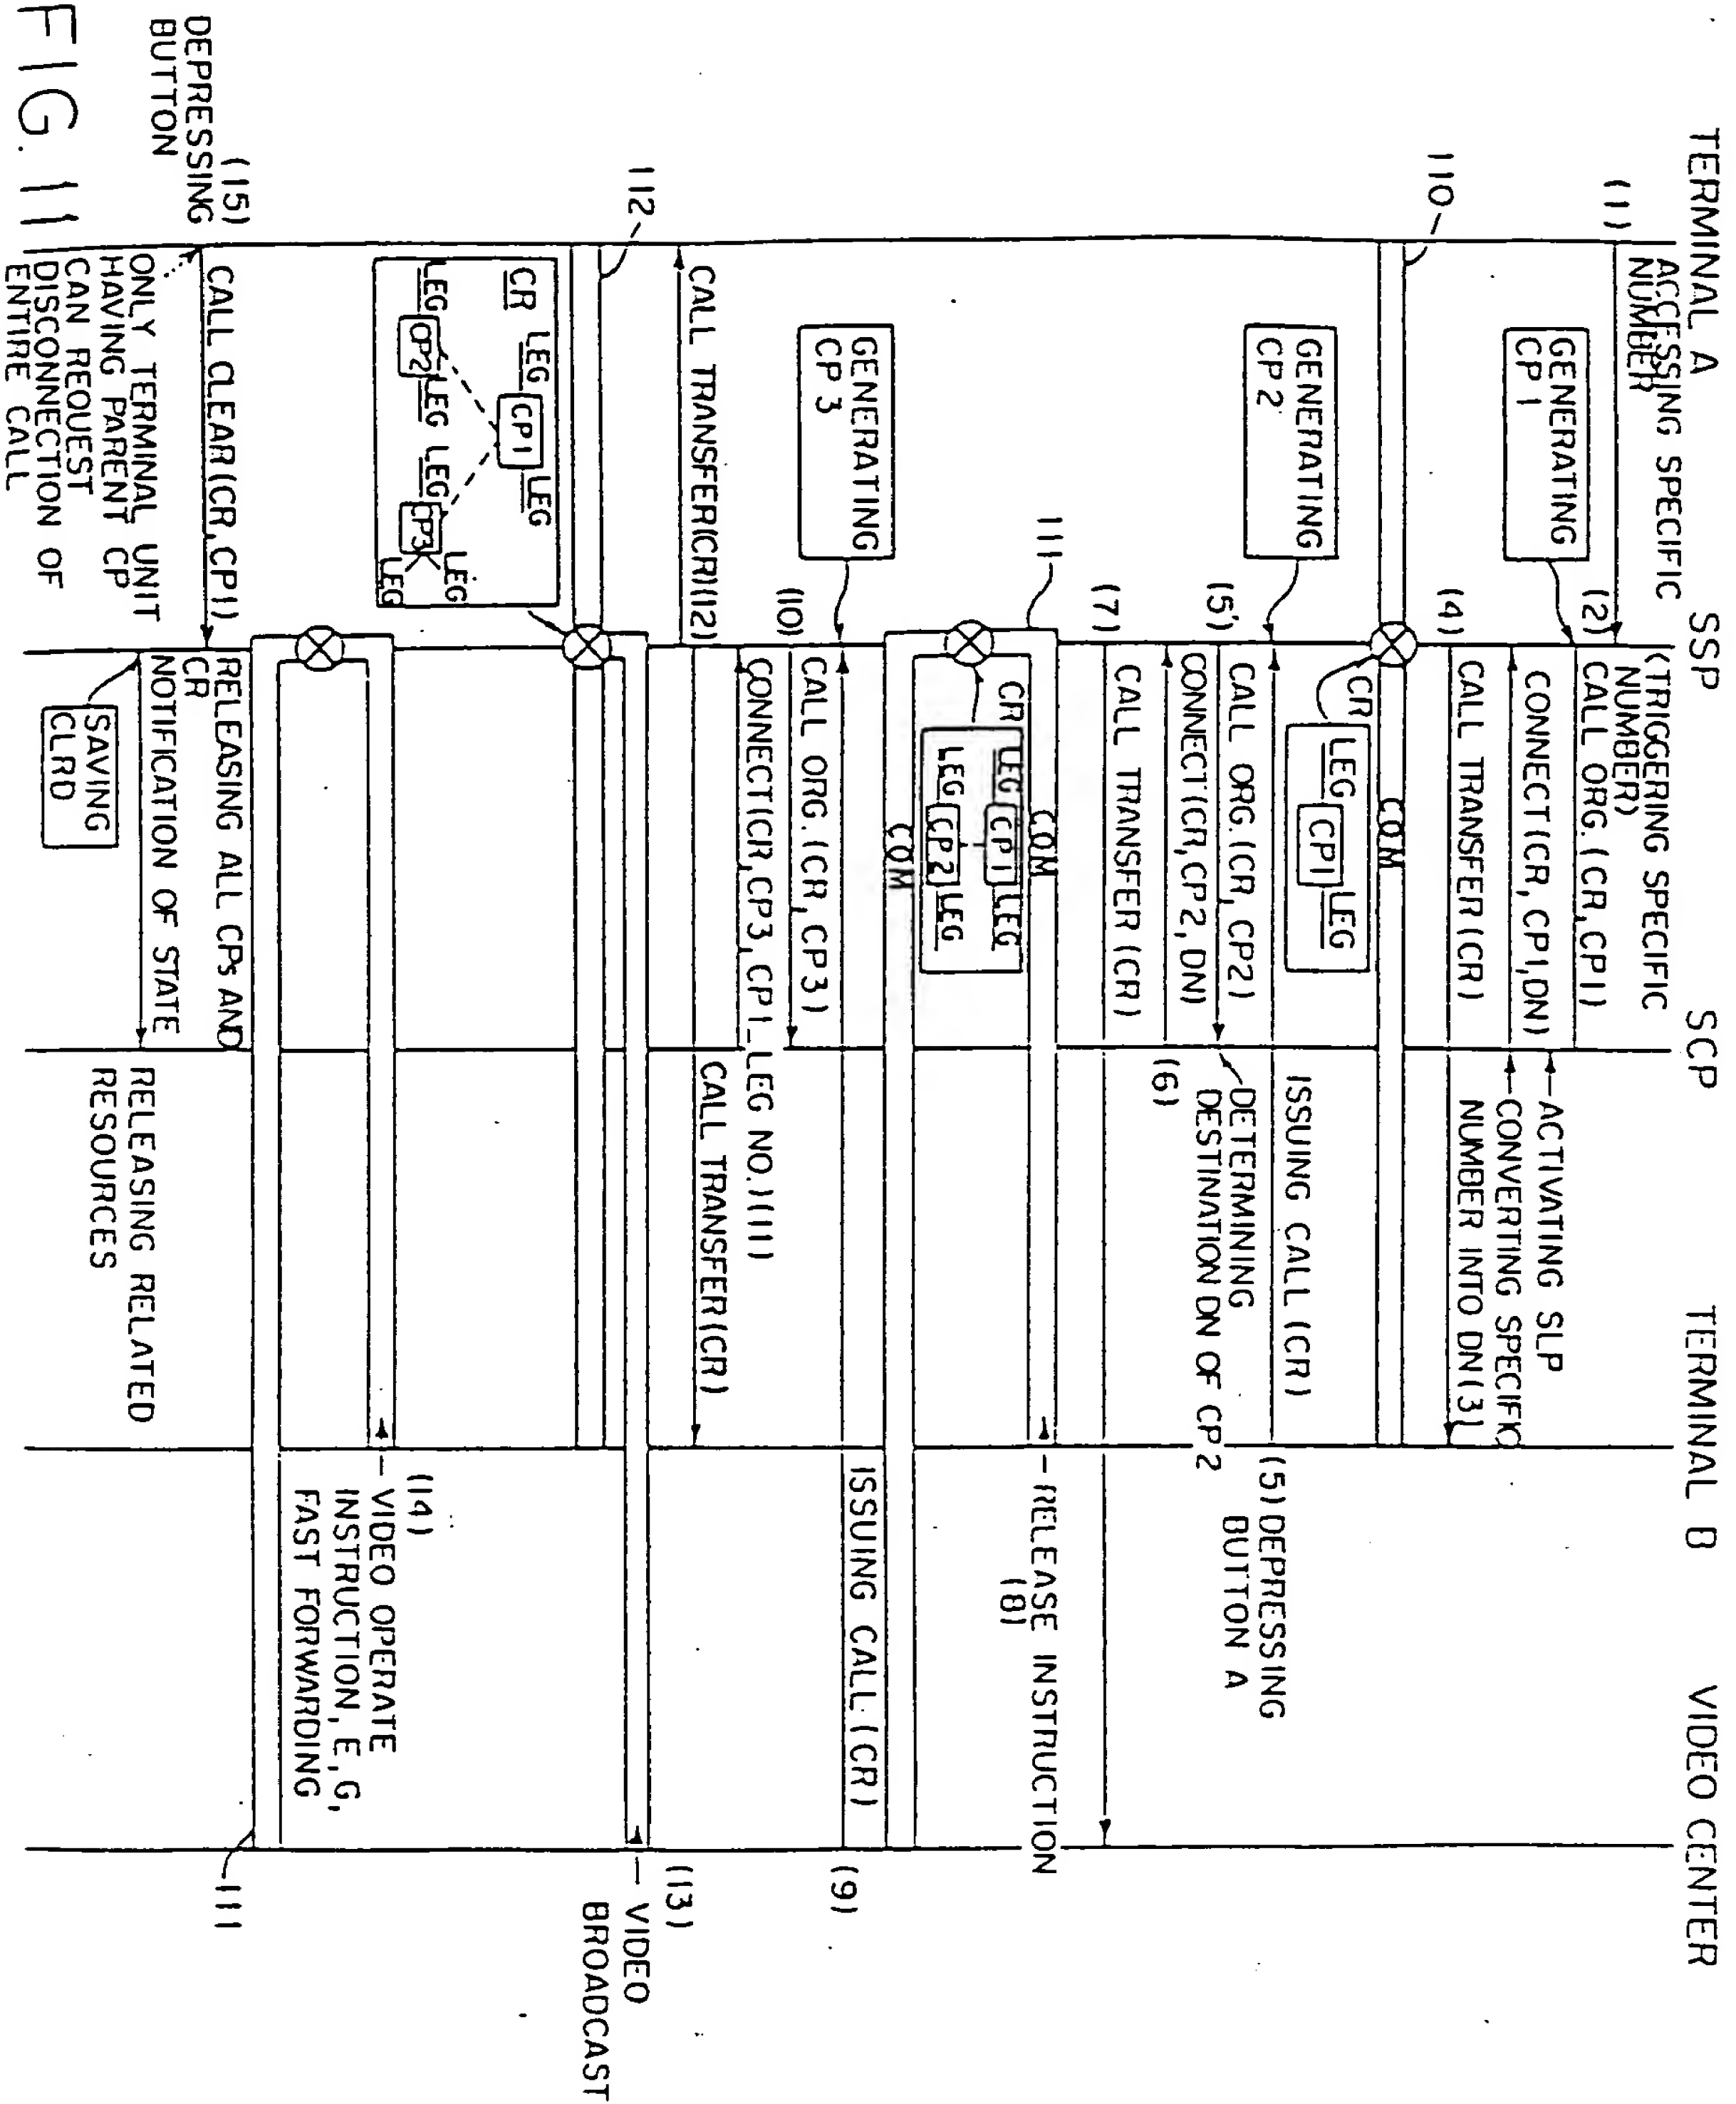 TERMINAL A
SSP
SCP
TERMINAL B
VIDEO CENTER
(1)
ACCESSING SPECIFIC
NUMBER
(TRIGGERING SPECIFIC
NUMBER)
(2)
CALL ORG. (CR,CP1)
GENERATING
CP 1
ACTIVATING SLP
CONNECT(CR, CP1,DN)
CONVERTING SPECIFIC
NUMBER INTO DN(3)
(4)
CALL TRANSFER (CR)
110
COM
CR
LEG
CP1
LEG
GENERATING
CP 2
ISSUING CALL (CR)
(5) DEPRESSING
BUTTON A
(5')
CALL ORG.(CR, CP2)
DETERMINING
DESTINATION DN OF CP 2
CONNECT(CR,CP2, DN)
(6)
(7)
CALL TRANSFER (CR)
111
COM
RELEASE INSTRUCTION
(8)
CR
LEG
CP1
LEG
LEG
CP2
LEG
COM
GENERATING
CP 3
ISSUING CALL (CR)
(9)
(10)
CALL ORG. (CR, CP3)
CONNECT(CR,CP3, CP1_LEG NO.)(11)
CALL TRANSFER(CR)(12)
CALL TRANSFER (CR)
(13)
VIDEO
BROADCAST
112
CR
LEG
CP1
LEG
LEG
CP2
LEG
LEG
CP3
LEG
LEG
(14)
VIDEO OPERATE
INSTRUCTION, E,G,
FAST FORWARDING
111
(15)
DEPRESSING
BUTTON
CALL CLEAR(CR,CP1)
ONLY TERMINAL UNIT
HAVING PARENT CP
CAN REQUEST
DISCONNECTION OF
ENTIRE CALL
RELEASING ALL CPs AND
CR
NOTIFICATION OF STATE
SAVING
CLRD
RELEASING RELATED
RESOURCES
FIG. 11